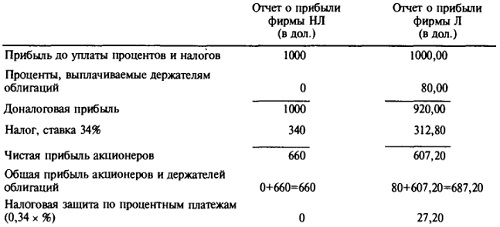 Отчет о прибыли Отчет о прибыли
фирмы НЛ фирмы Л
(в дол.) (в дол.)
Прибыль до уплаты процентов и налогов 1000 1000,00
Проценты, выплачиваемые держателям
облигаций 0 80,00
Доналоговая прибыль 1000 920,00
Налог, ставка 34% 340 312,80
Чистая прибыль акционеров 660 607,20
Общая прибыль акционеров и держателей
облигаций 0+660=660 80+607,20=687,20
Налоговая защита по процентным платежам
(0,34 × %) 0 27,20